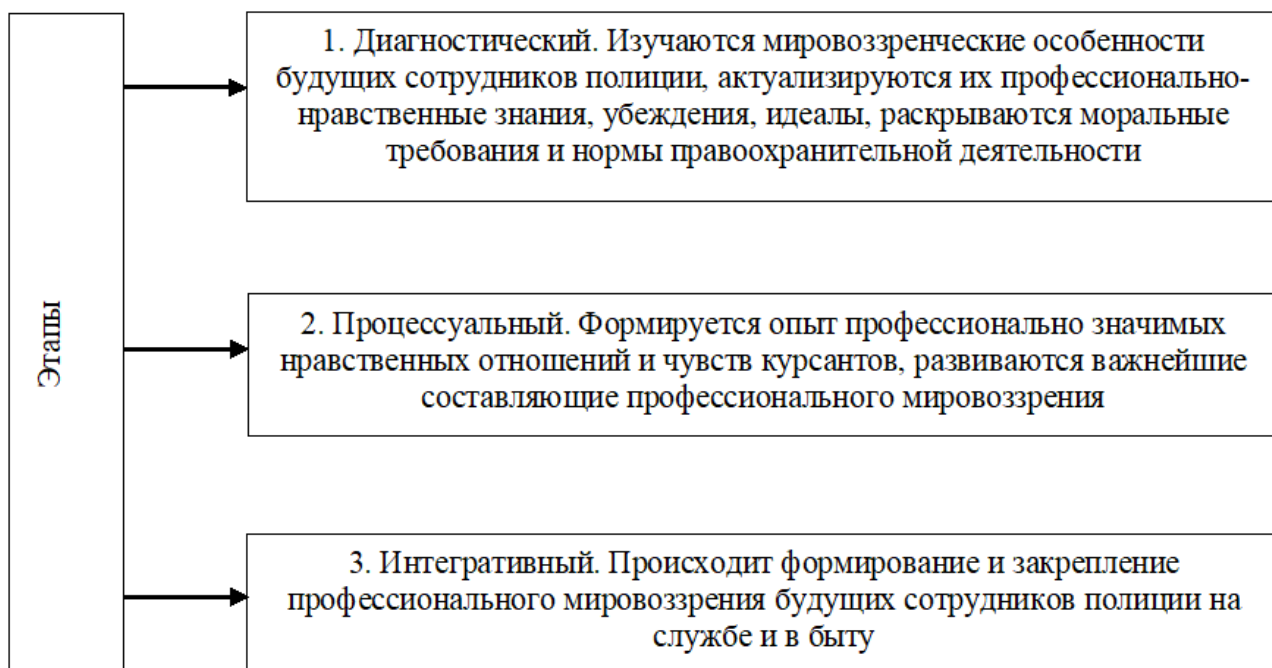 Этапы
1. Диагностический. Изучаются мировоззренческие особенности
будущих сотрудников полиции, актуализируются их профессионально-
нравственные знания, убеждения, идеалы, раскрываются моральные
требования и нормы правоохранительной деятельности
2. Процессуальный. Формируется опыт профессионально значимых
нравственных отношений и чувств курсантов, развиваются важнейшие
составляющие профессионального мировоззрения
3. Интегративный. Происходит формирование и закрепление
профессионального мировоззрения будущих сотрудников полиции на
службе и в быту